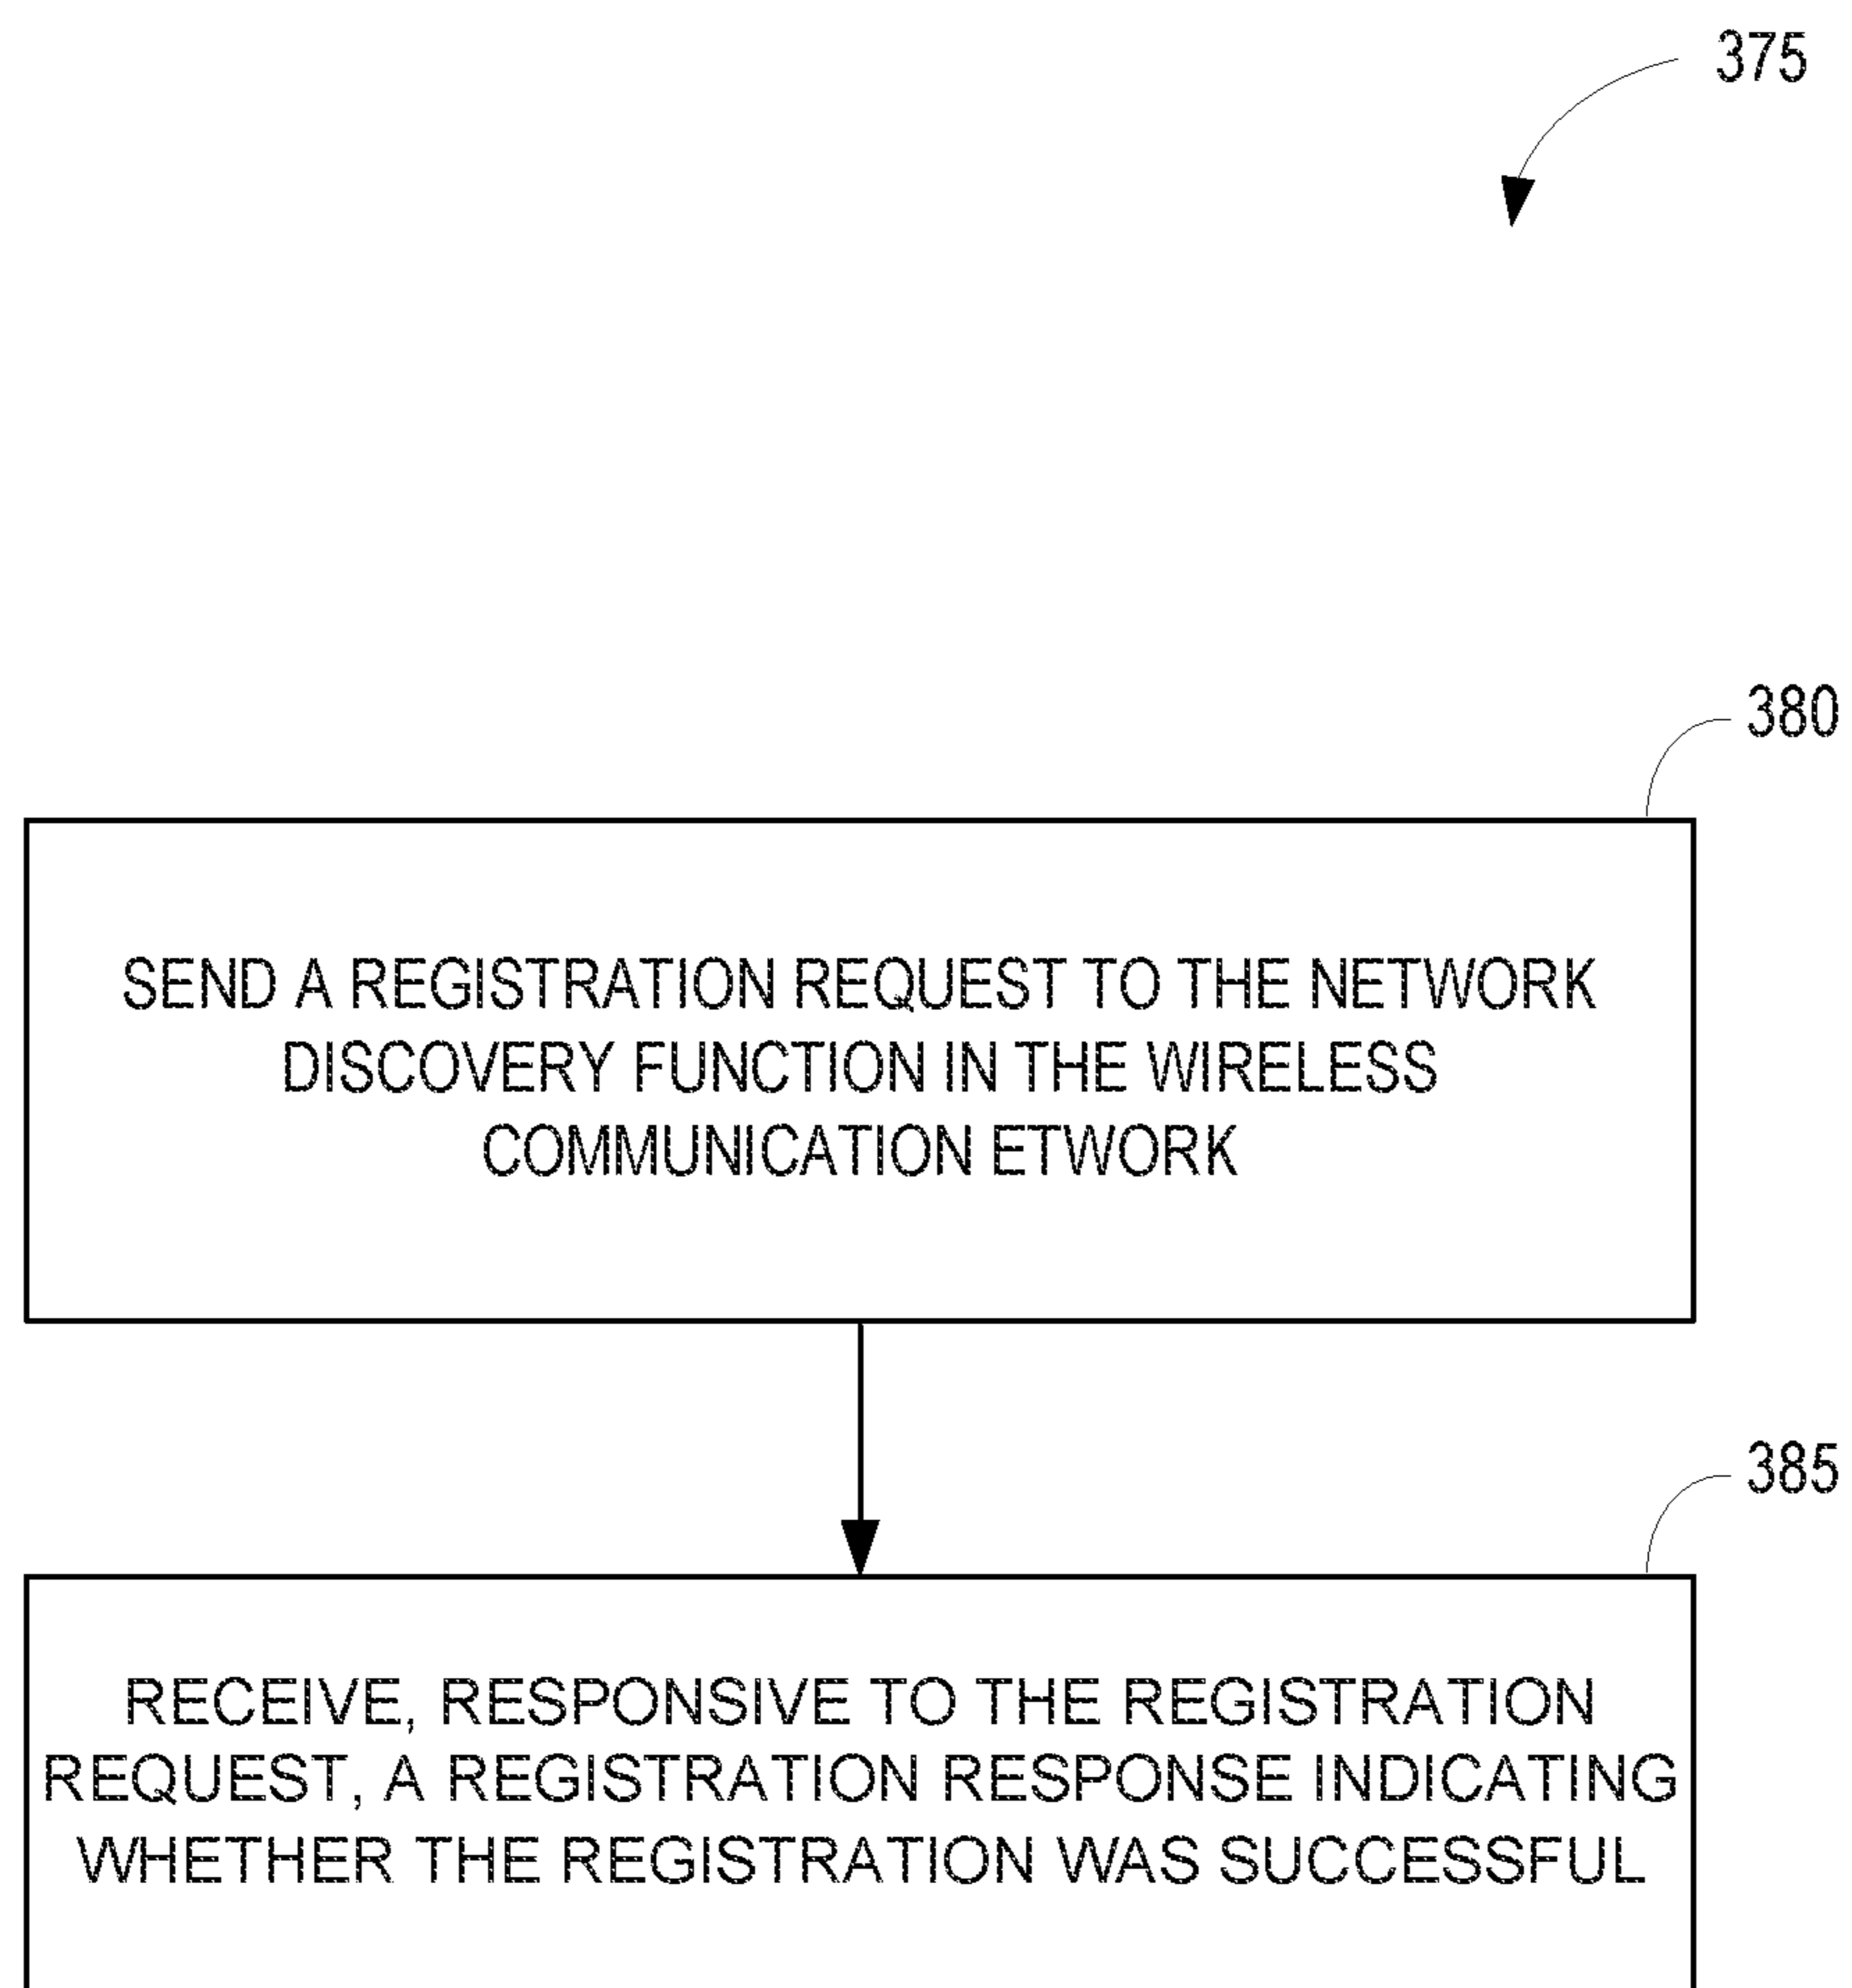 375
380
SEND A REGISTRATION REQUEST TO THE NETWORK
DISCOVERY FUNCTION IN THE WIRELESS
COMMUNICATION ETWORK
385
RECEIVE, RESPONSIVE TO THE REGISTRATION
REQUEST, A REGISTRATION RESPONSE INDICATING
WHETHER THE REGISTRATION WAS SUCCESSFUL